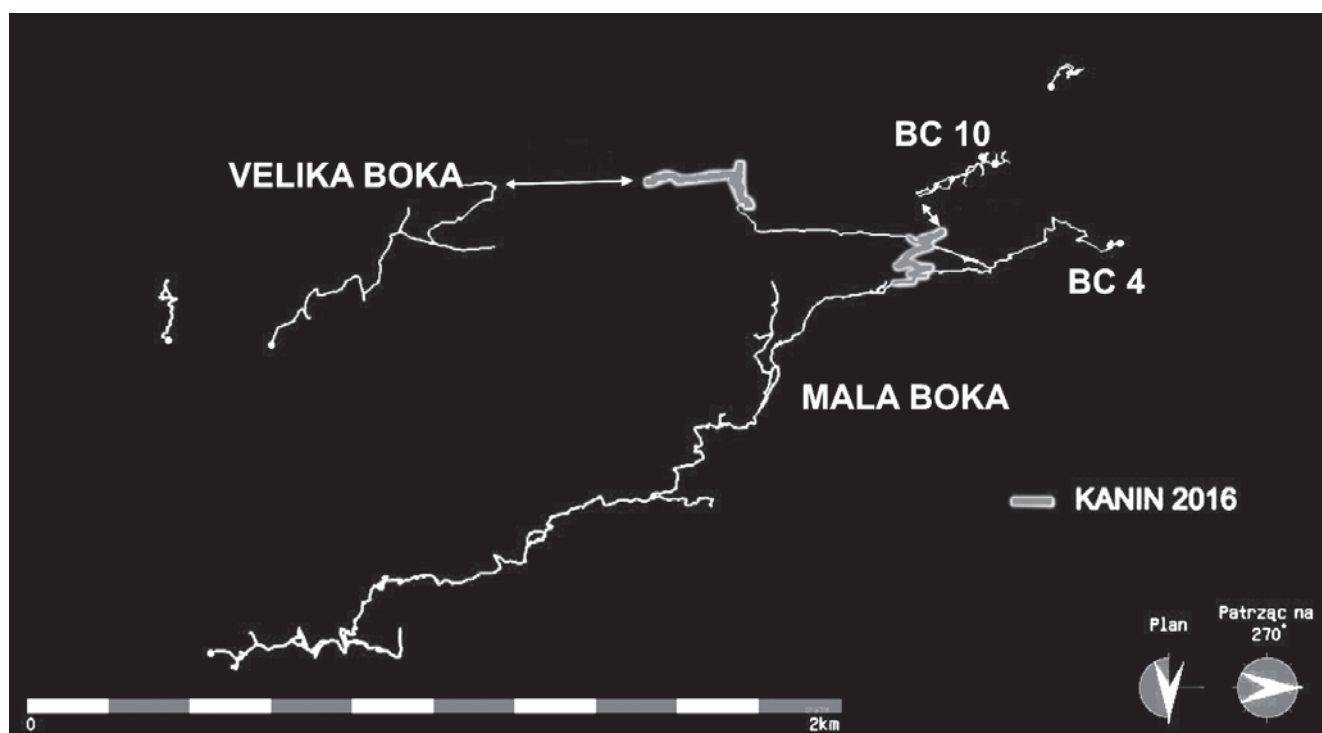 BC 10
VELIKA BOKA
BC 4
MALA BOKA
KANIN 2016
Plan
Patrząc na
270°
0
2km